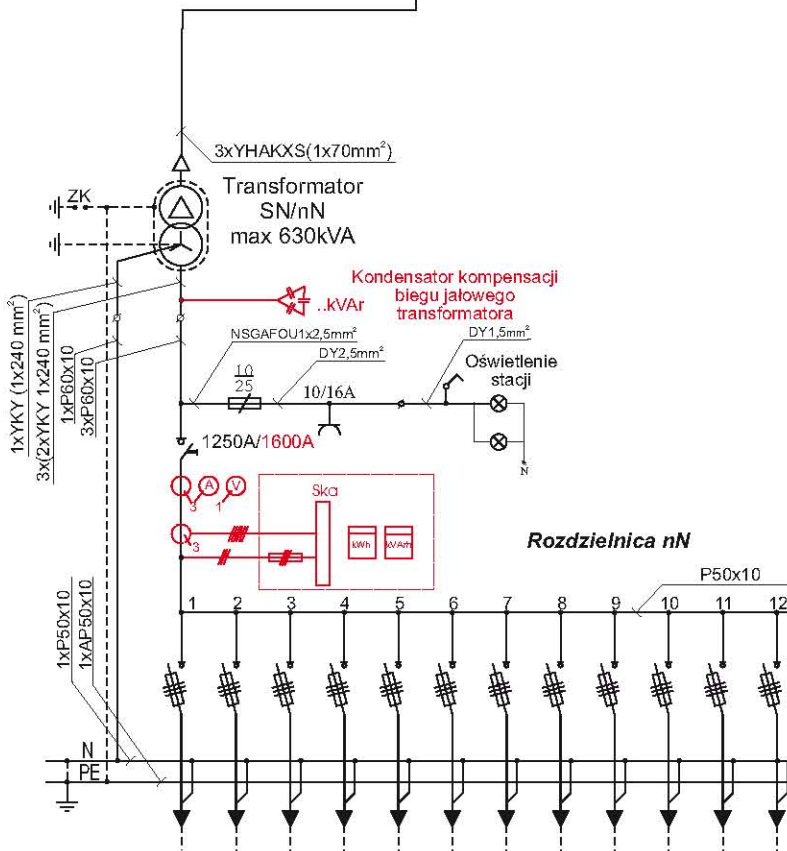 3xYHAKXS(1x70mm²)
ZK
Transformator
SN/nN
max 630kVA
Kondensator kompensacji
biegu jałowego
transformatora
..kVAr
1xYKY (1x240 mm²)
3x(2xYKY 1x240 mm²)
1xP60x10
3xP60x10
NSGAFOU1x2,5mm²
DY2,5mm²
DY1,5mm²
10
25
10/16A
Oświetlenie
stacji
N
1250A/1600A
3
A
V
1
Ska
3
kWh
kVArh
Rozdzielnica nN
P50x10
1xP50x10
1xAP50x10
1 2 3 4 5 6 7 8 9 10 11 12
N
PE